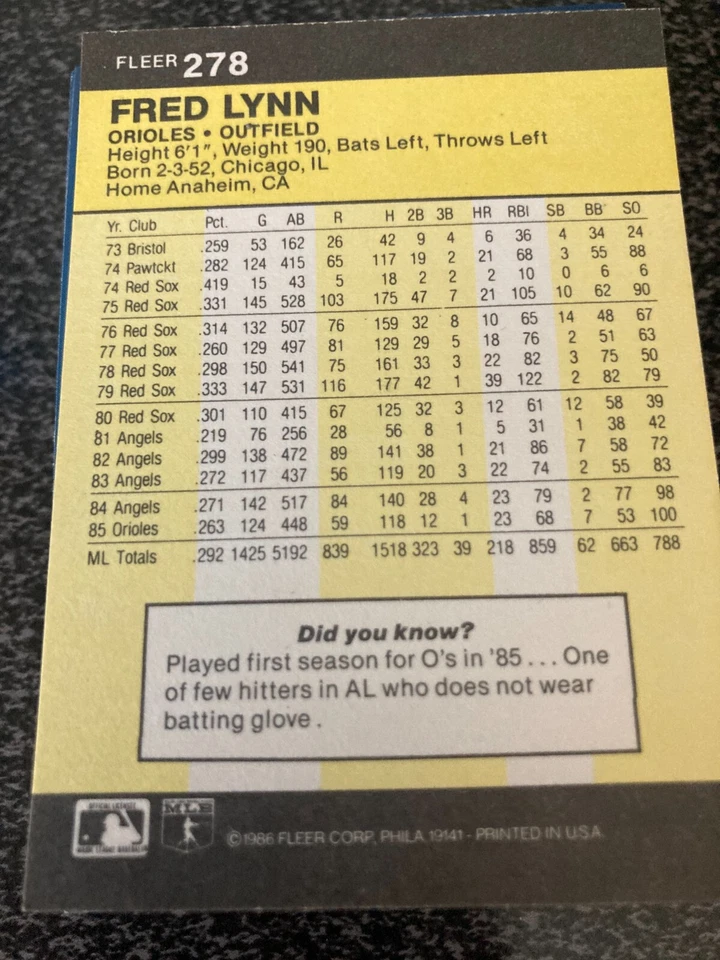 FLEER 278
FRED LYNN
ORIOLES • OUTFIELD
Height 6'1", Weight 190, Bats Left, Throws Left
Born 2-3-52, Chicago, IL
Home Anaheim, CA
Yr. Club Pct. G AB R H 2B 3B HR RBI SB BB SO
73 Bristol .259 53 162 26 42 9 4 6 36 4 34 24
74 Pawtckt .282 124 415 65 117 19 2 21 68 3 55 88
74 Red Sox .419 15 43 5 18 2 2 2 10 0 6 6
75 Red Sox .331 145 528 103 175 47 7 21 105 10 62 90
76 Red Sox .314 132 507 76 159 32 8 10 65 14 48 67
77 Red Sox .260 129 497 81 129 29 5 18 76 2 51 63
78 Red Sox .298 150 541 75 161 33 3 22 82 3 75 50
79 Red Sox .333 147 531 116 177 42 1 39 122 2 82 79
80 Red Sox .301 110 415 67 125 32 3 12 61 12 58 39
81 Angels .219 76 256 28 56 8 1 5 31 1 38 42
82 Angels .299 138 472 89 141 38 1 21 86 7 58 72
83 Angels .272 117 437 56 119 20 3 22 74 2 55 83
84 Angels .271 142 517 84 140 28 4 23 79 2 77 98
85 Orioles .263 124 448 59 118 12 1 23 68 7 53 100
ML Totals .292 1425 5192 839 1518 323 39 218 859 62 663 788
Did you know?
Played first season for O's in '85 . . . One
of few hitters in AL who does not wear
batting glove .
MLB
©1986 FLEER CORP, PHILA 19141 - PRINTED IN U.S.A.